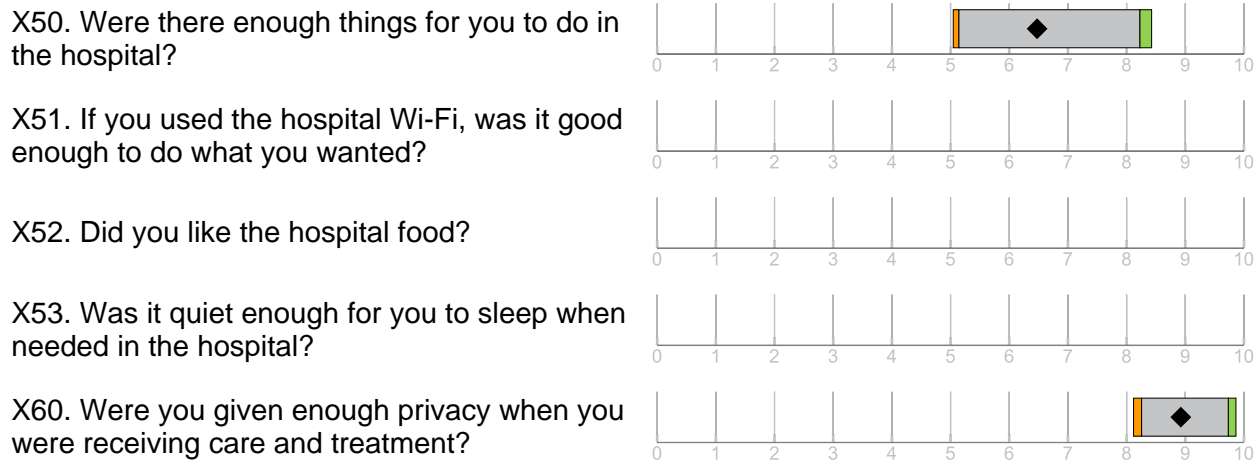 X50. Were there enough things for you to do in
the hospital?
0 1 2 3 4 5 6 7 8 9 10
X51. If you used the hospital Wi-Fi, was it good
enough to do what you wanted?
0 1 2 3 4 5 6 7 8 9 10
X52. Did you like the hospital food?
0 1 2 3 4 5 6 7 8 9 10
X53. Was it quiet enough for you to sleep when
needed in the hospital?
0 1 2 3 4 5 6 7 8 9 10
X60. Were you given enough privacy when you
were receiving care and treatment?
0 1 2 3 4 5 6 7 8 9 10